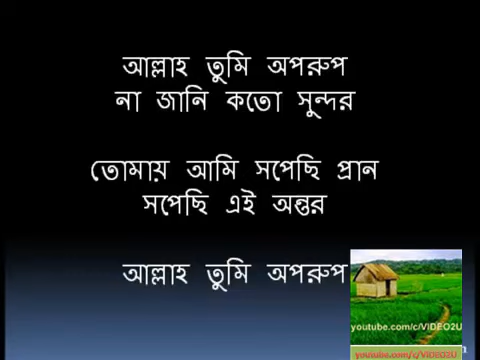 আল্লাহ তুমি অপরুপ
না জানি কতো সুন্দর
তোমায় আমি সপেছি প্রান
সপেছি এই অন্তর
আল্লাহ তুমি অপরুপ
youtube.com/c/VIDEO2U
youtube.com/c/VIDEO2U